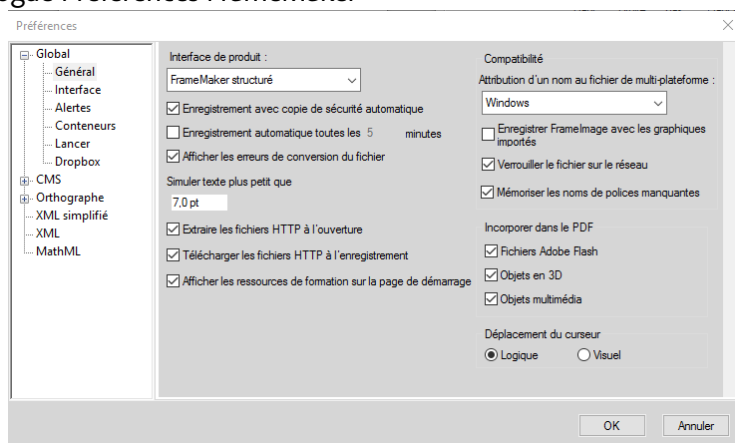 Préférences
Global
Général
Interface
Alertes
Conteneurs
Lancer
Dropbox
CMS
Orthographe
XML simplifié
XML
MathML
Interface de produit :
FrameMaker structuré
Enregistrement avec copie de sécurité automatique
Enregistrement automatique toutes les 5 minutes
Afficher les erreurs de conversion du fichier
Simuler texte plus petit que
7,0 pt
Extraire les fichiers HTTP à l'ouverture
Télécharger les fichiers HTTP à l'enregistrement
Afficher les ressources de formation sur la page de démarrage
Compatibilité
Attribution d'un nom au fichier de multi-plateforme :
Windows
Enregistrer FrameImage avec les graphiques
importés
Verrouiller le fichier sur le réseau
Mémoriser les noms de polices manquantes
Incorporer dans le PDF
Fichiers Adobe Flash
Objets en 3D
Objets multimédia
Déplacement du curseur
Logique Visuel
OK Annuler